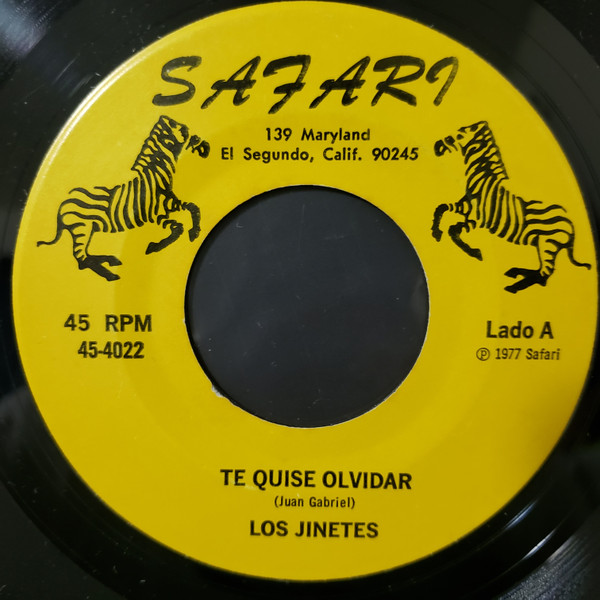 SAFARI
139 Maryland
El Segundo, Calif. 90245
45 RPM
45-4022
Lado A
Ⓟ 1977 Safari
TE QUISE OLVIDAR
(Juan Gabriel)
LOS JINETES